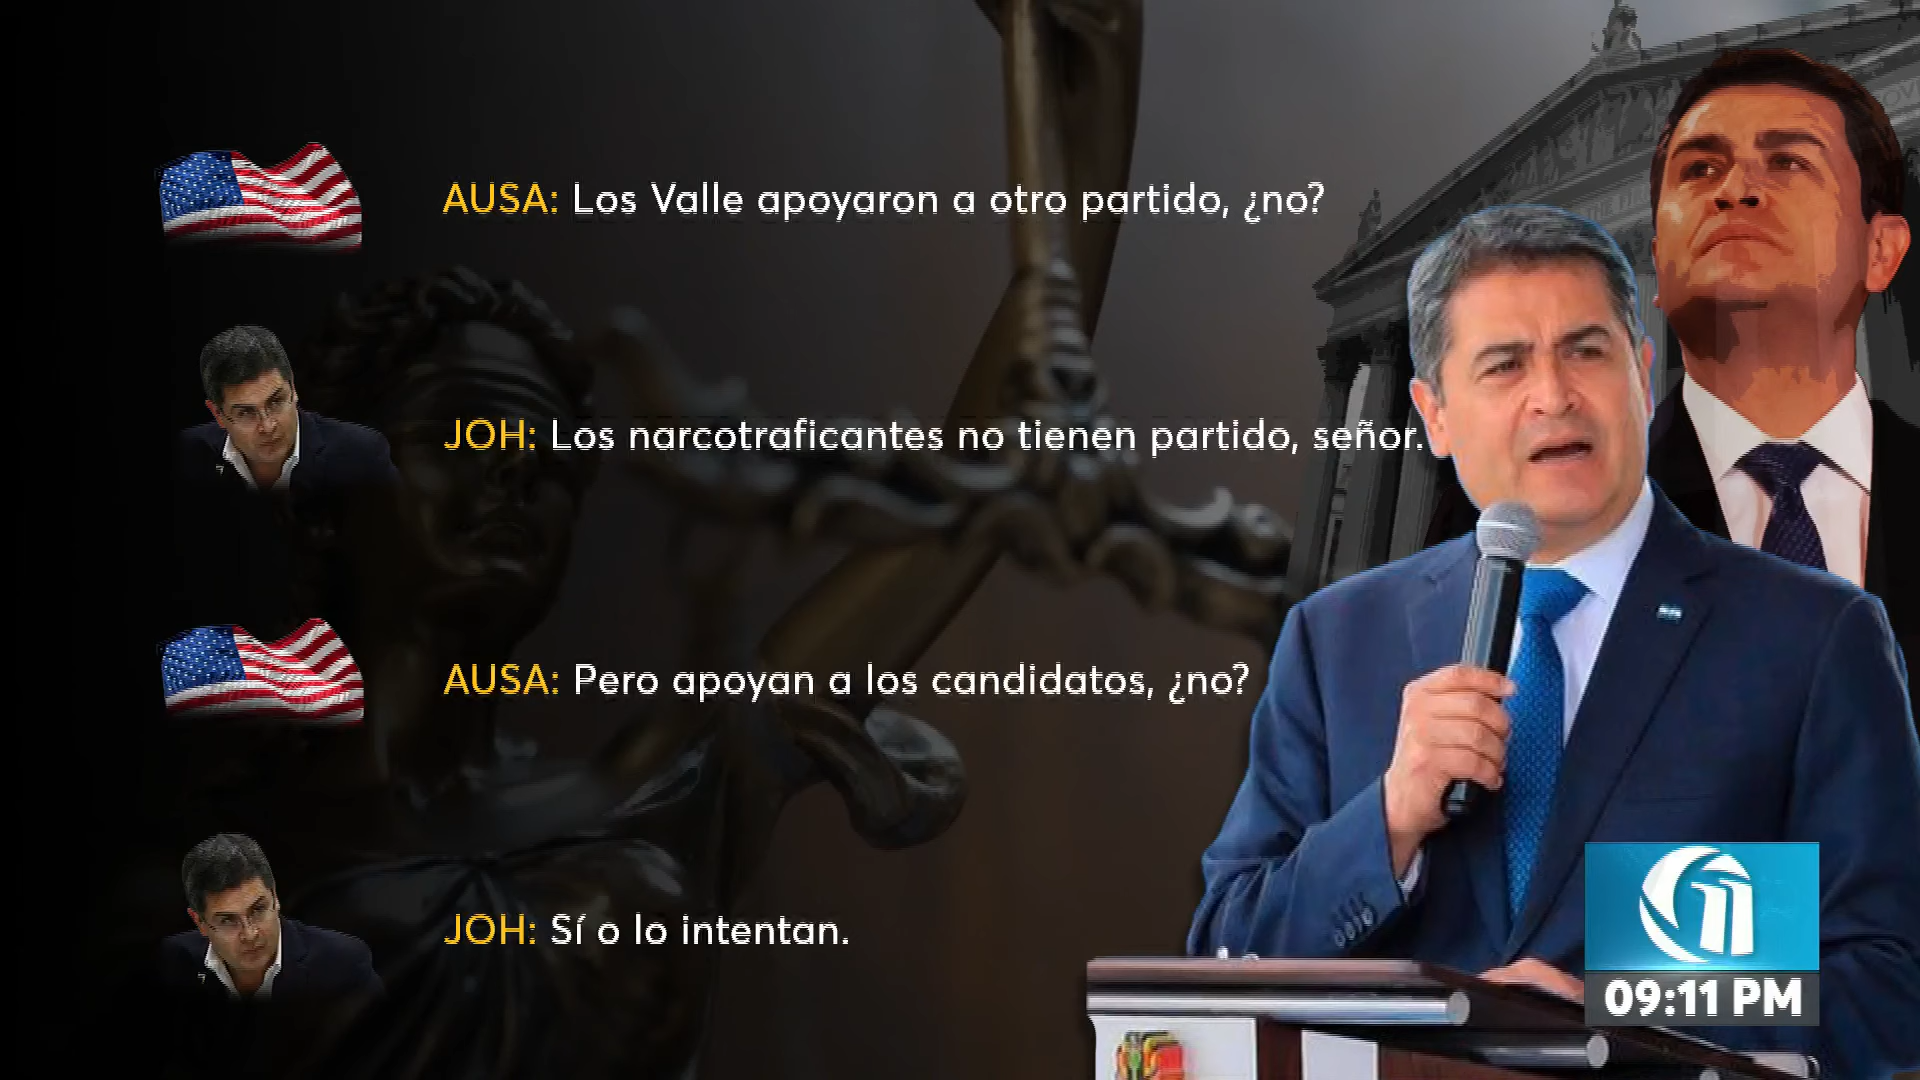 AUSA: Los Valle apoyaron a otro partido, ¿no?
JOH: Los narcotraficantes no tienen partido, señor.
AUSA: Pero apoyan a los candidatos, ¿no?
JOH: Sí o lo intentan.
11
09:11 PM